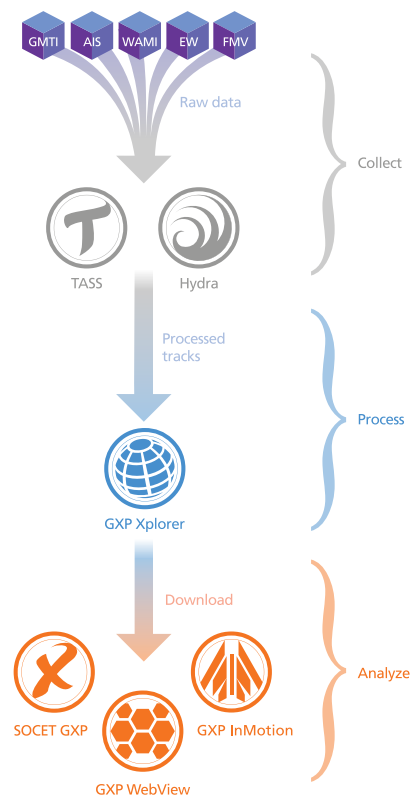 GMTI AIS WAMI EW FMV
Raw data
Collect
TASS Hydra
Processed
tracks
Process
GXP Xplorer
Download
Analyze
SOCET GXP GXP InMotion
GXP WebView